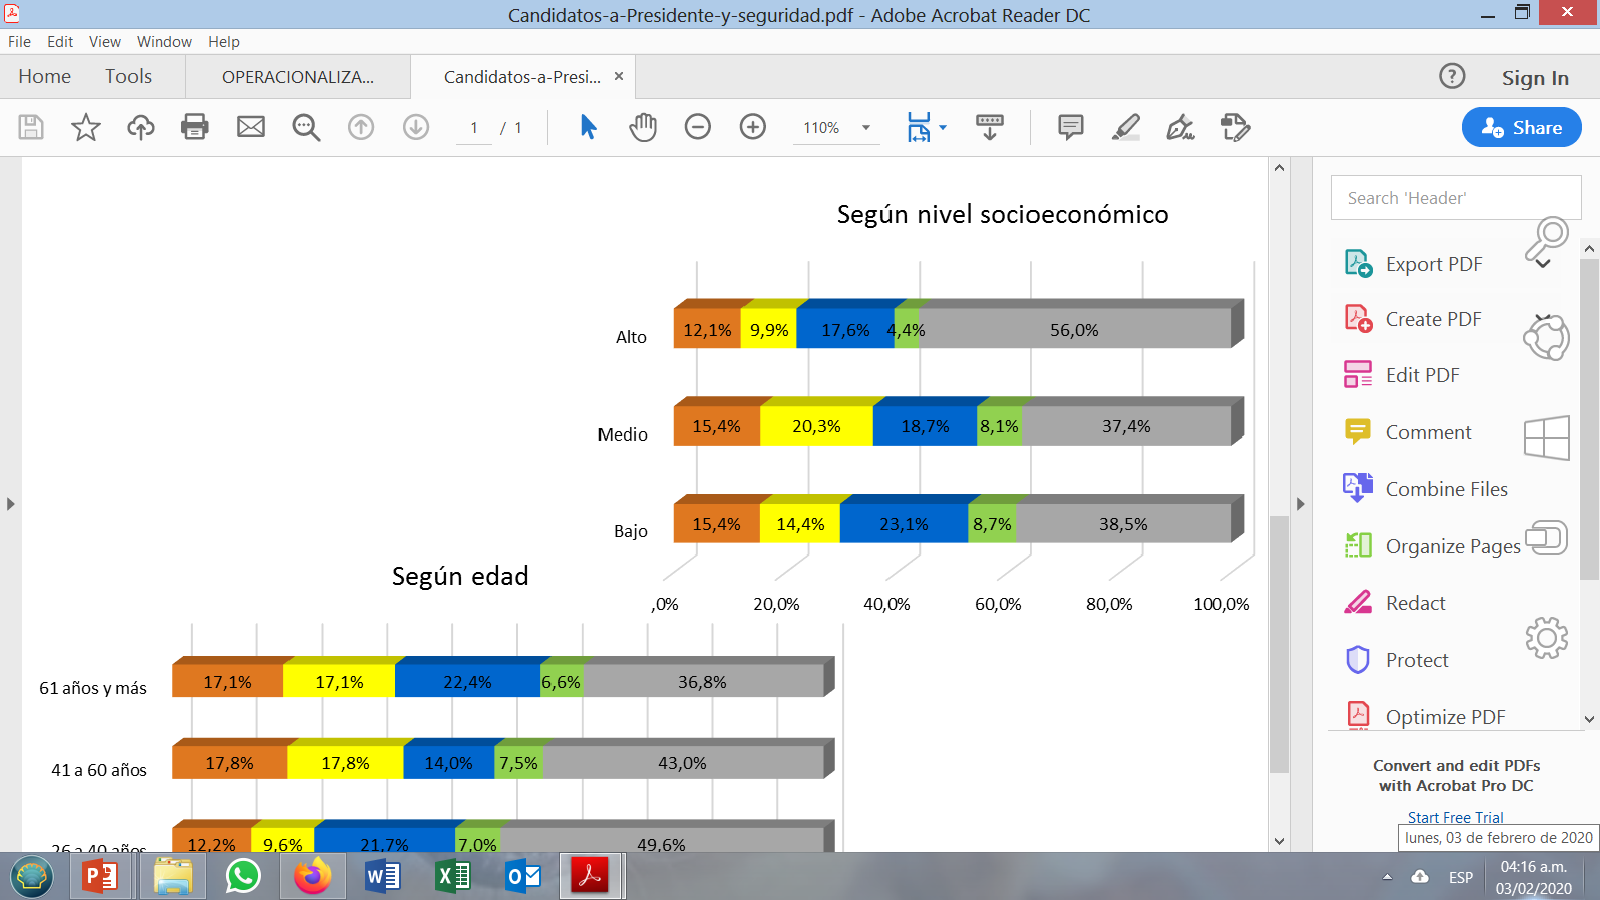 Candidatos-a-Presidente-y-seguridad.pdf - Adobe Acrobat Reader DC
File Edit View Window Help
Home Tools OPERACIONALIZA... Candidatos-a-Presi... × Sign In
1 / 1 110% Share
Según nivel socioeconómico
Alto 12,1% 9,9% 17,6% 4,4% 56,0%
Medio 15,4% 20,3% 18,7% 8,1% 37,4%
Bajo 15,4% 14,4% 23,1% 8,7% 38,5%
,0% 20,0% 40,0% 60,0% 80,0% 100,0%
Según edad
61 años y más 17,1% 17,1% 22,4% 6,6% 36,8%
41 a 60 años 17,8% 17,8% 14,0% 7,5% 43,0%
26 a 40 años 12,2% 9,6% 21,7% 7,0% 49,6%
Search 'Header'
Export PDF
Create PDF
Edit PDF
Comment
Combine Files
Organize Pages
Redact
Protect
Optimize PDF
Convert and edit PDFs
with Acrobat Pro DC
Start Free Trial
lunes, 03 de febrero de 2020
ESP 04:16 a.m.
03/02/2020